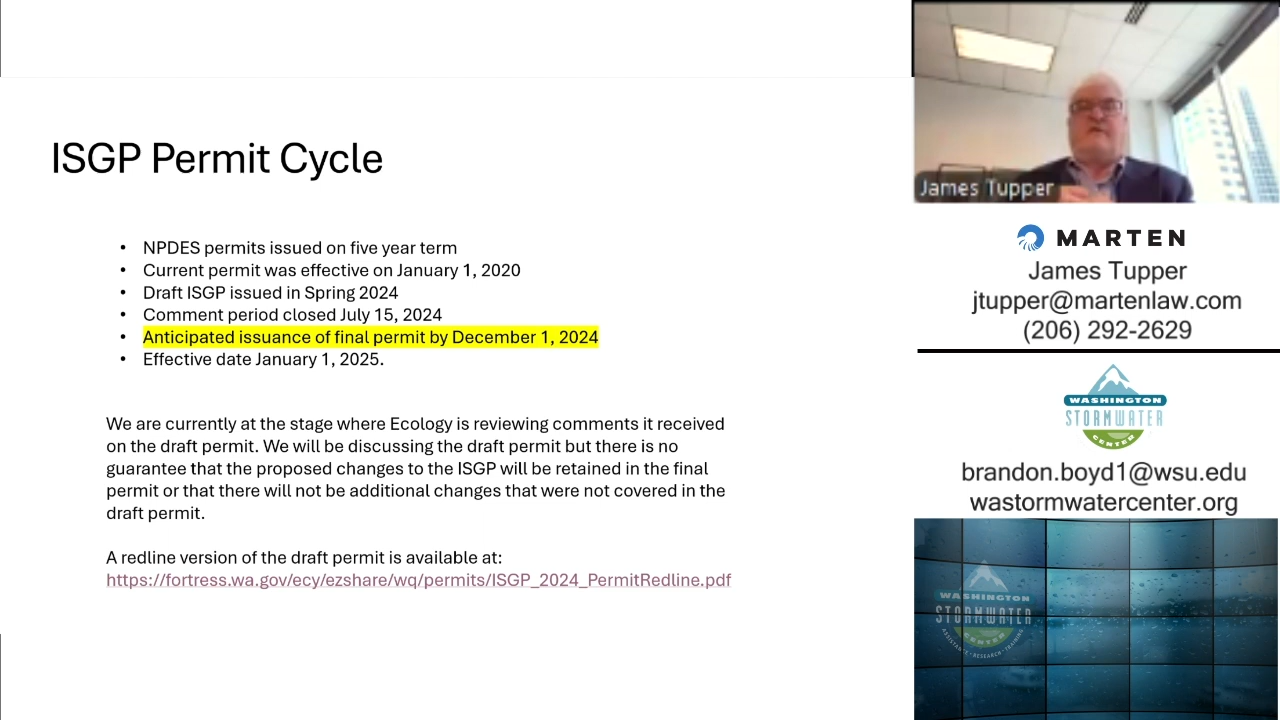 ISGP Permit Cycle
• NPDES permits issued on five year term
• Current permit was effective on January 1, 2020
• Draft ISGP issued in Spring 2024
• Comment period closed July 15, 2024
• Anticipated issuance of final permit by December 1, 2024
• Effective date January 1, 2025.
We are currently at the stage where Ecology is reviewing comments it received
on the draft permit. We will be discussing the draft permit but there is no
guarantee that the proposed changes to the ISGP will be retained in the final
permit or that there will not be additional changes that were not covered in the
draft permit.
A redline version of the draft permit is available at:
https://fortress.wa.gov/ecy/ezshare/wq/permits/ISGP_2024_PermitRedline.pdf
James Tupper
MARTEN
James Tupper
jtupper@martenlaw.com
(206) 292-2629
WASHINGTON
STORMWATER
CENTER
brandon.boyd1@wsu.edu
wastormwatercenter.org
WASHINGTON
STORMWATER
CENTER
ASSISTANCE • RESEARCH • TRAINING